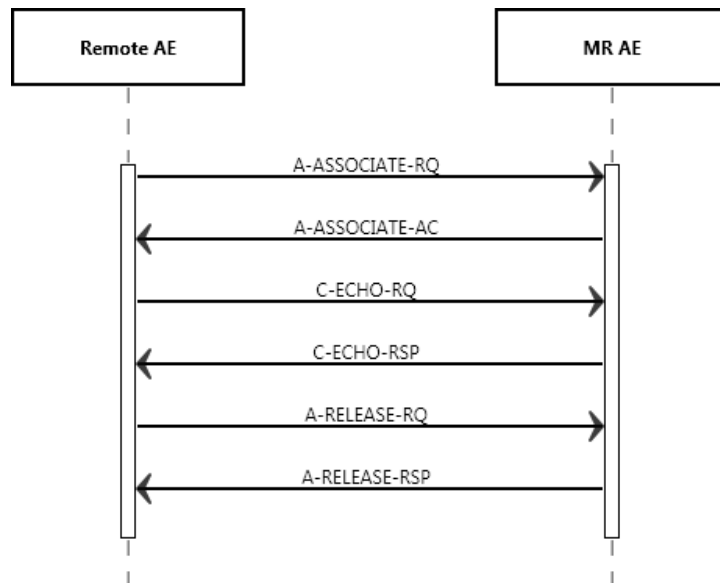 Remote AE
MR AE
A-ASSOCIATE-RQ
A-ASSOCIATE-AC
C-ECHO-RQ
C-ECHO-RSP
A-RELEASE-RQ
A-RELEASE-RSP